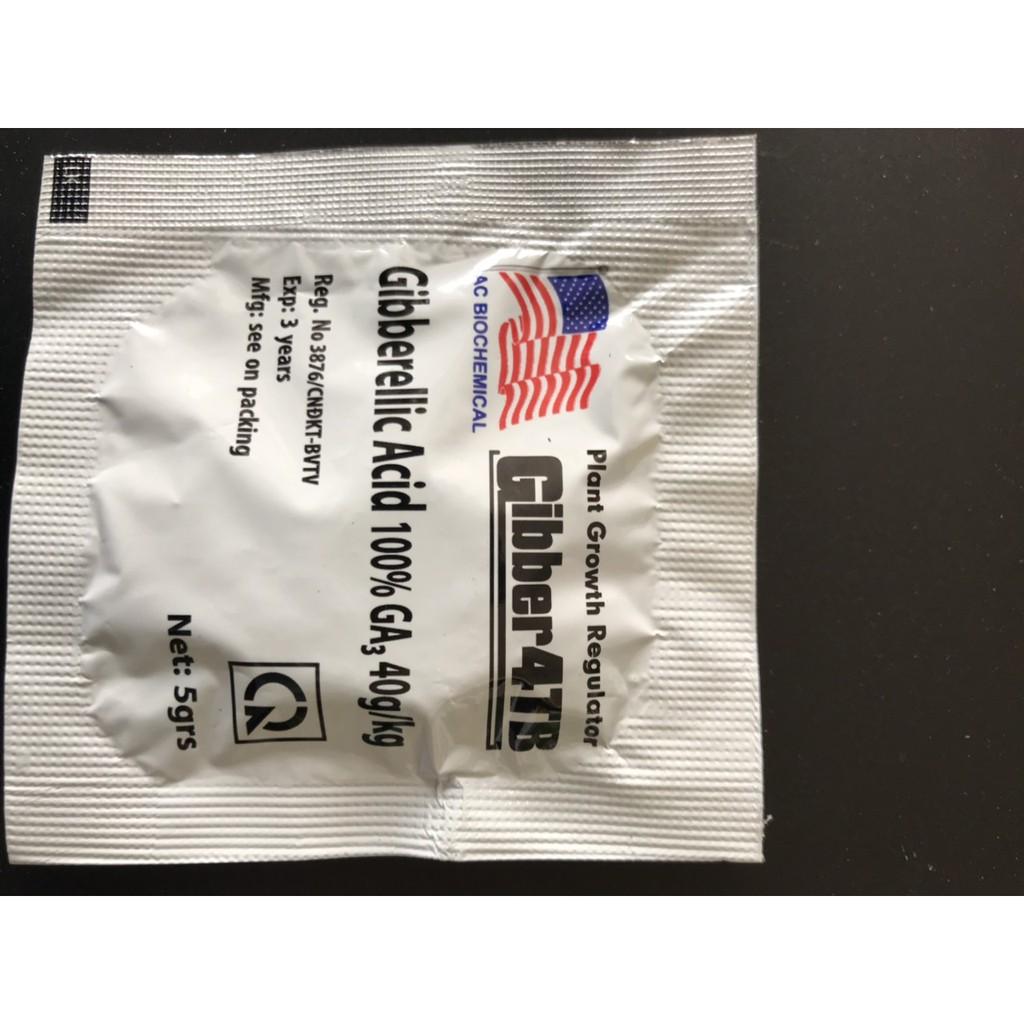 Plant Growth Regulator
Gibber4TB
AC BIOCHEMICAL
Gibberellic Acid 100% GA₃ 40g/kg
Reg. No 3876/CNĐKT-BVTV
Exp: 3 years
Mfg: see on packing
Net: 5grs